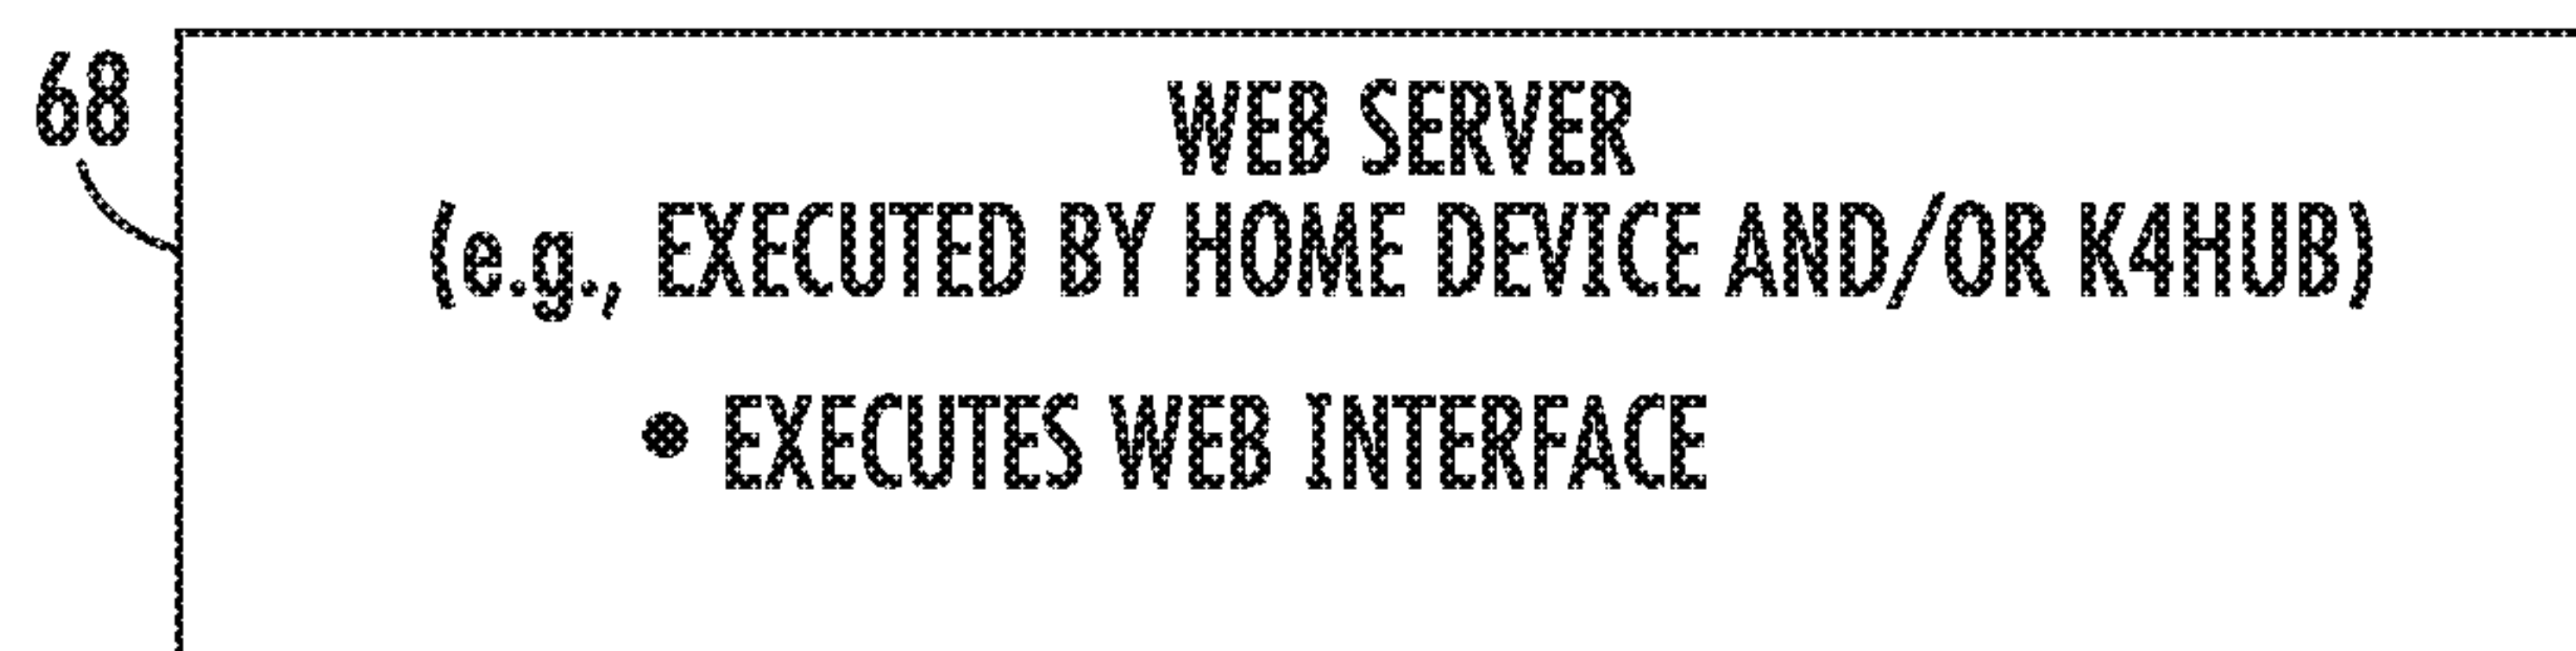 68
WEB SERVER
(e.g., EXECUTED BY HOME DEVICE AND/OR K4HUB)
• EXECUTES WEB INTERFACE